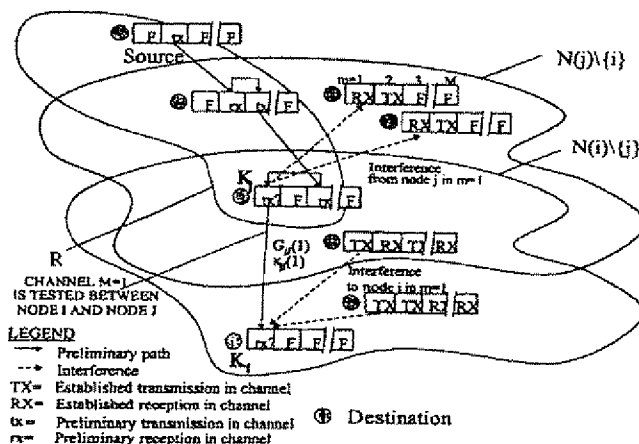 F tx F F
Source
F rx tx F
m=1 2 3 M
RX TX F F
RX TX F F
N(j)\{i}
N(i)\{j}
Interference
from node j in m=1
K
tx? F rx F
R
CHANNEL M=1
IS TESTED BETWEEN
NODE I AND NODE J
G (1)
(1)
TX RX RX
Interference
to node i in m=1
TX TX RX
K
rx? F F F
LEGEND
Preliminary path
Interference
TX= Established transmission in channel
RX= Established reception in channel
tx= Preliminary transmission in channel
rx= Preliminary reception in channel
Destination